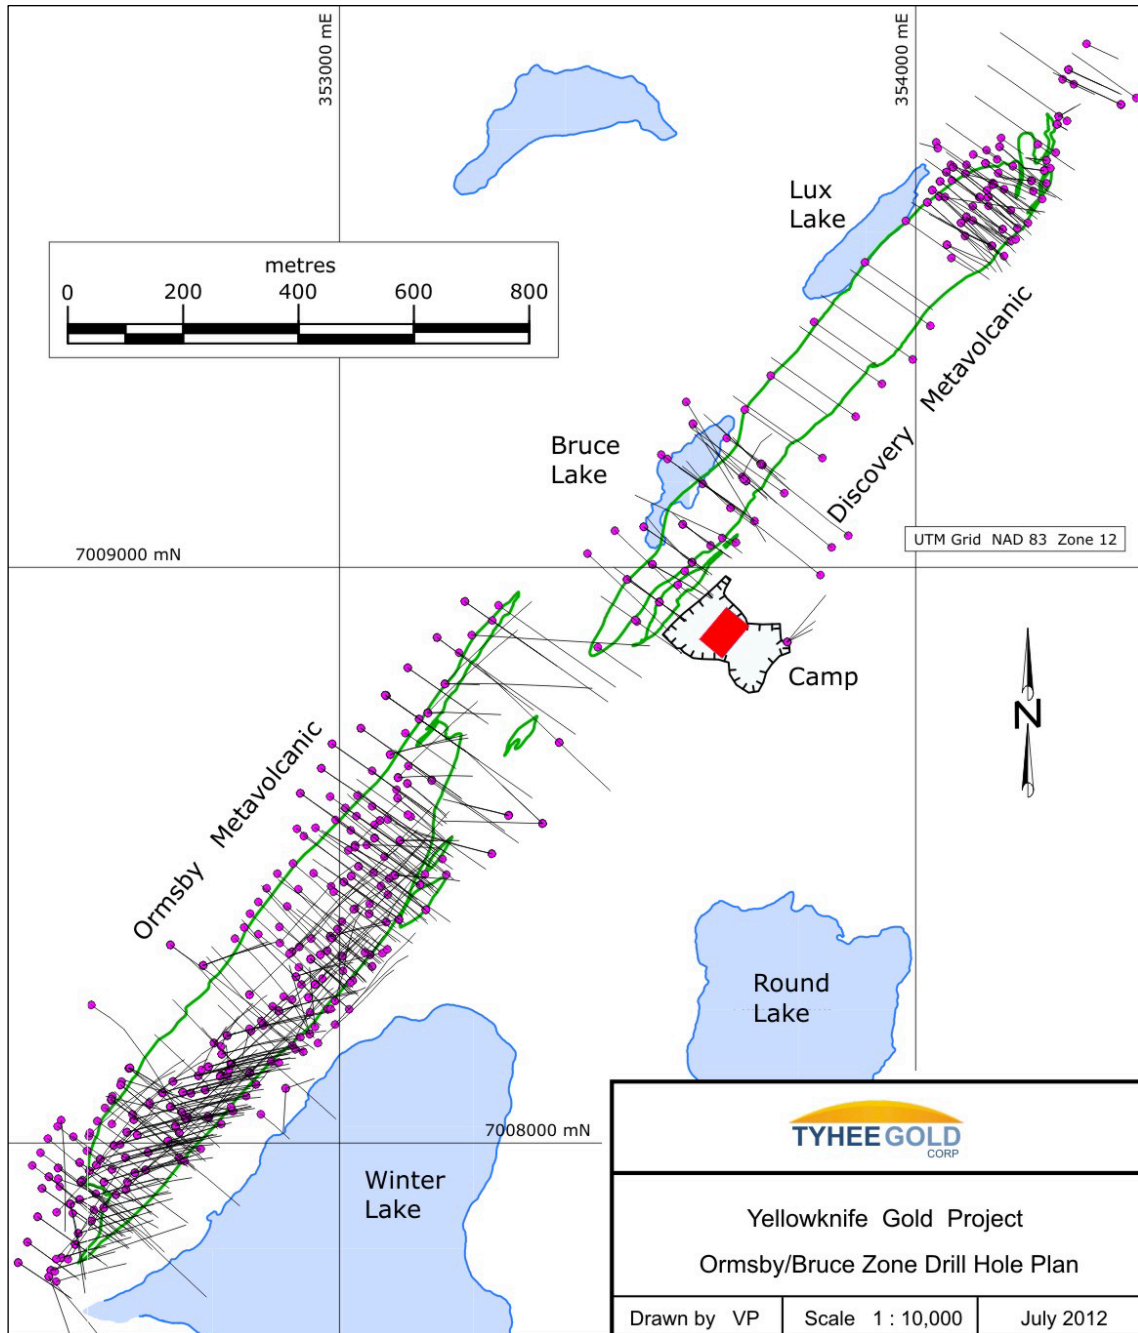 353000 mE
354000 mE
Lux
Lake
metres
0 200 400 600 800
Discovery Metavolcanic
Bruce
Lake
UTM Grid NAD 83 Zone 12
7009000 mN
Camp
N
Ormsby Metavolcanic
Round
Lake
7008000 mN
Winter
Lake
TYHEE GOLD
CORP
Yellowknife Gold Project
Ormsby/Bruce Zone Drill Hole Plan
Drawn by VP
Scale 1 : 10,000
July 2012